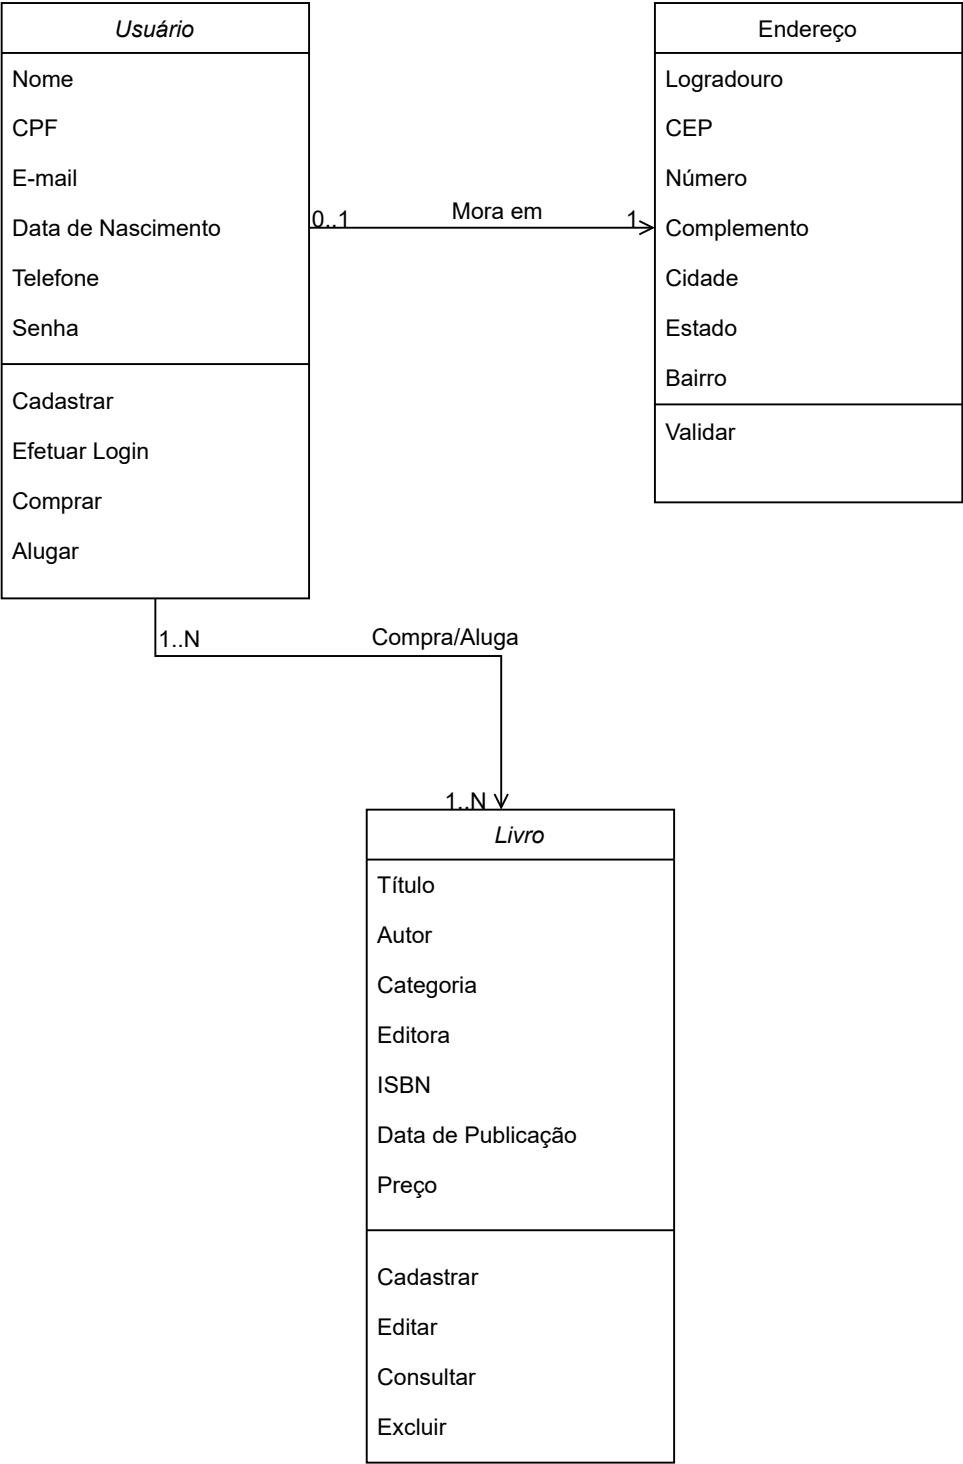 Usuário
Nome
CPF
E-mail
Data de Nascimento
Telefone
Senha
Cadastrar
Efetuar Login
Comprar
Alugar
0..1
Mora em
1
Endereço
Logradouro
CEP
Número
Complemento
Cidade
Estado
Bairro
Validar
1..N
Compra/Aluga
1..N
Livro
Título
Autor
Categoria
Editora
ISBN
Data de Publicação
Preço
Cadastrar
Editar
Consultar
Excluir